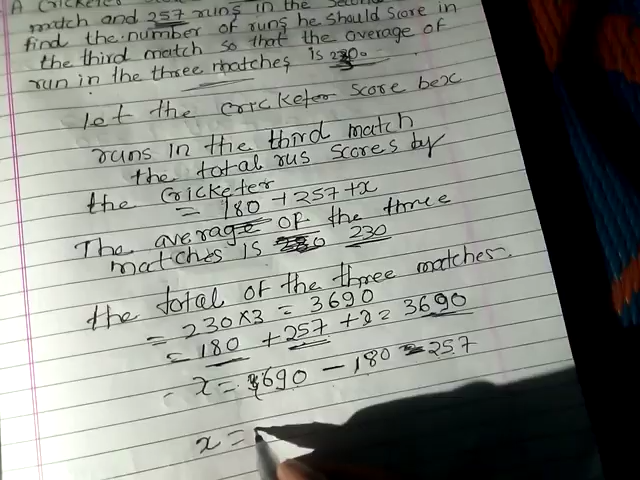 A Cricketer
match and 257 runs in the second
find the number of runs he should score in
the third match so that the average of
run in the three matches is 230.
Let the cricketer score be x
runs in the third match
the total rus scores by
the cricketer
= 180 + 257 + x
The average of the three
matches is 230
the total of the three matches.
= 230 × 3 = 3690
= 180 + 257 + x = 3690
x = 3690 - 180 - 257
x =